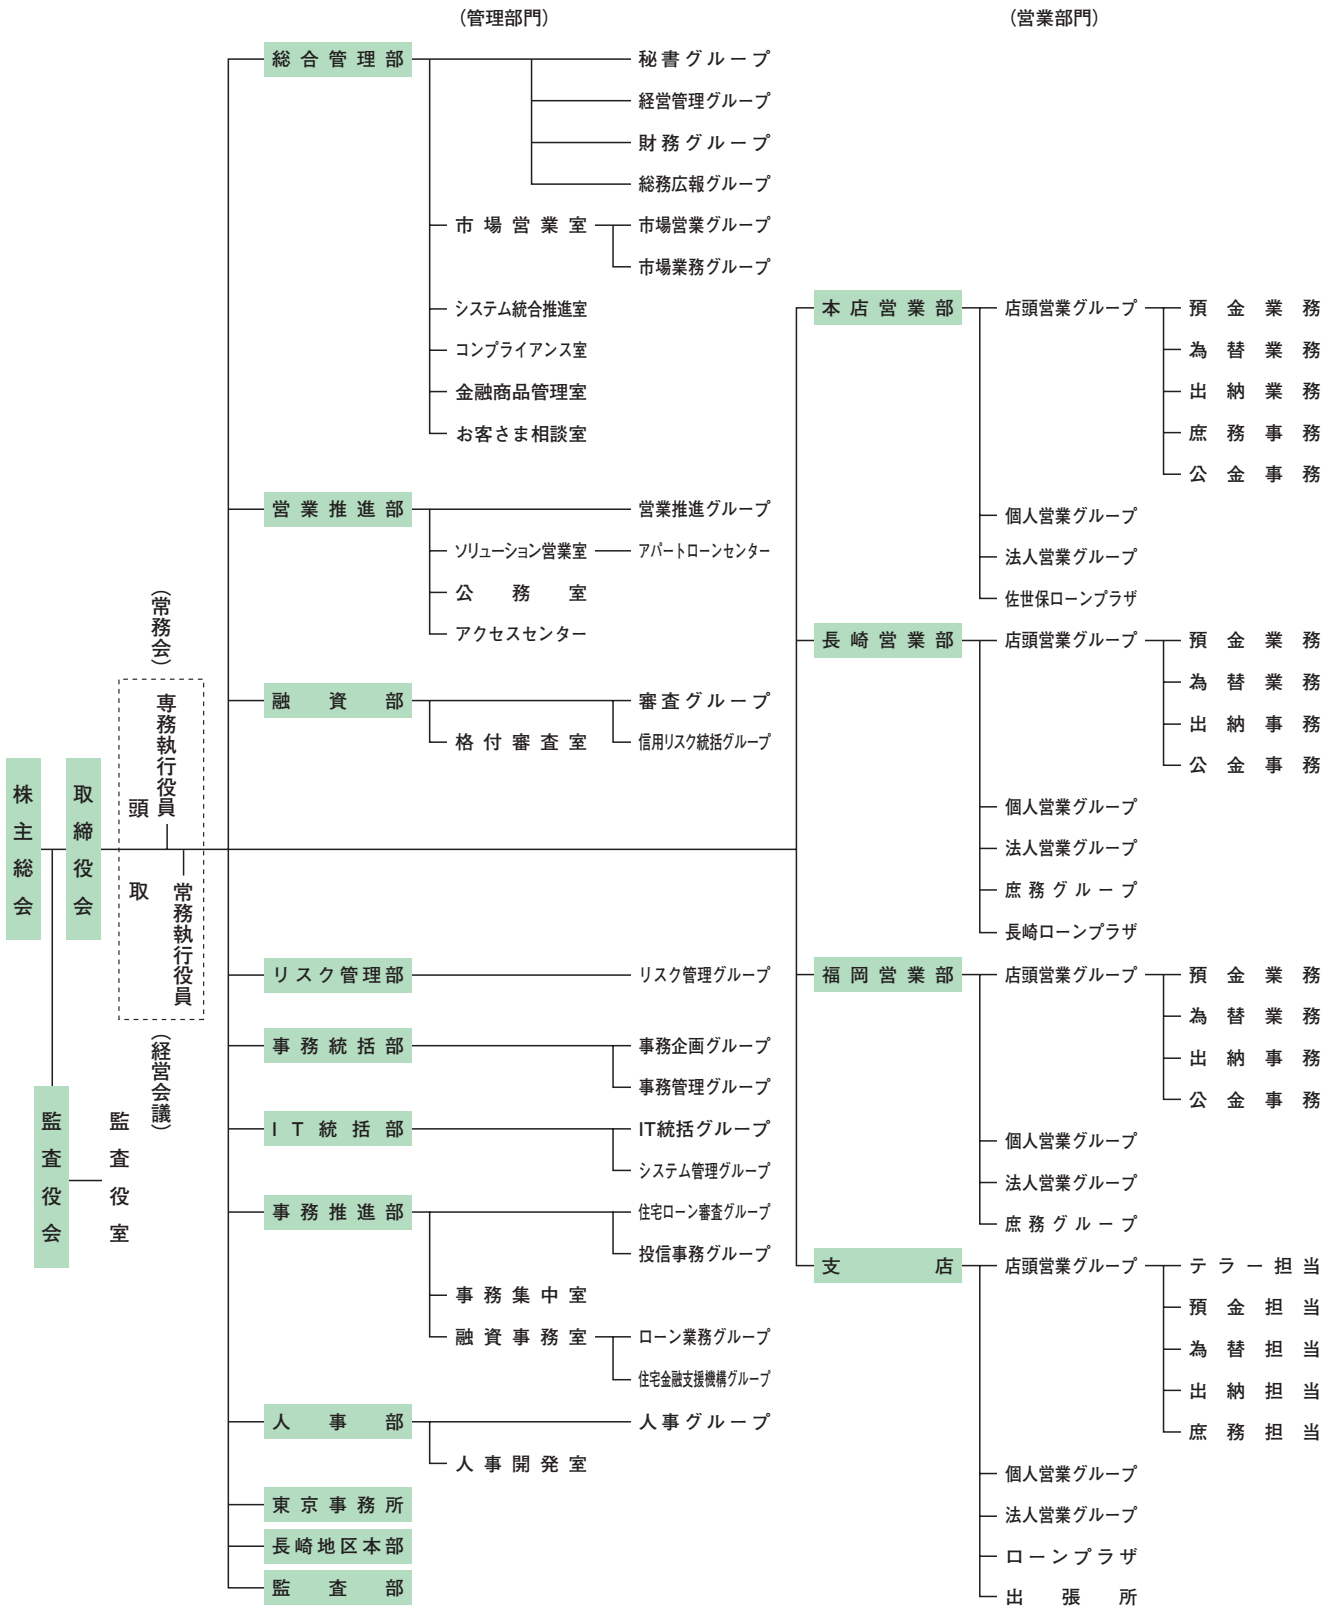 (管理部門)
(営業部門)
株主総会
取締役会
監査役会
監査役室
(常務会)
専務執行役員
頭取
常務執行役員
(経営会議)
総合管理部
秘書グループ
経営管理グループ
財務グループ
総務広報グループ
市場営業室
市場営業グループ
市場業務グループ
システム統合推進室
コンプライアンス室
金融商品管理室
お客さま相談室
営業推進部
営業推進グループ
ソリューション営業室
アパートローンセンター
公務室
アクセスセンター
融資部
審査グループ
格付審査室
信用リスク統括グループ
リスク管理部
リスク管理グループ
事務統括部
事務企画グループ
事務管理グループ
IT統括部
IT統括グループ
システム管理グループ
事務推進部
住宅ローン審査グループ
投信事務グループ
事務集中室
融資事務室
ローン業務グループ
住宅金融支援機構グループ
人事部
人事グループ
人事開発室
東京事務所
長崎地区本部
監査部
本店営業部
店頭営業グループ
預金業務
為替業務
出納業務
庶務事務
公金事務
個人営業グループ
法人営業グループ
佐世保ローンプラザ
長崎営業部
店頭営業グループ
預金業務
為替業務
出納事務
公金事務
個人営業グループ
法人営業グループ
庶務グループ
長崎ローンプラザ
福岡営業部
店頭営業グループ
預金業務
為替業務
出納事務
公金事務
個人営業グループ
法人営業グループ
庶務グループ
支店
店頭営業グループ
テラー担当
預金担当
為替担当
出納担当
庶務担当
個人営業グループ
法人営業グループ
ローンプラザ
出張所